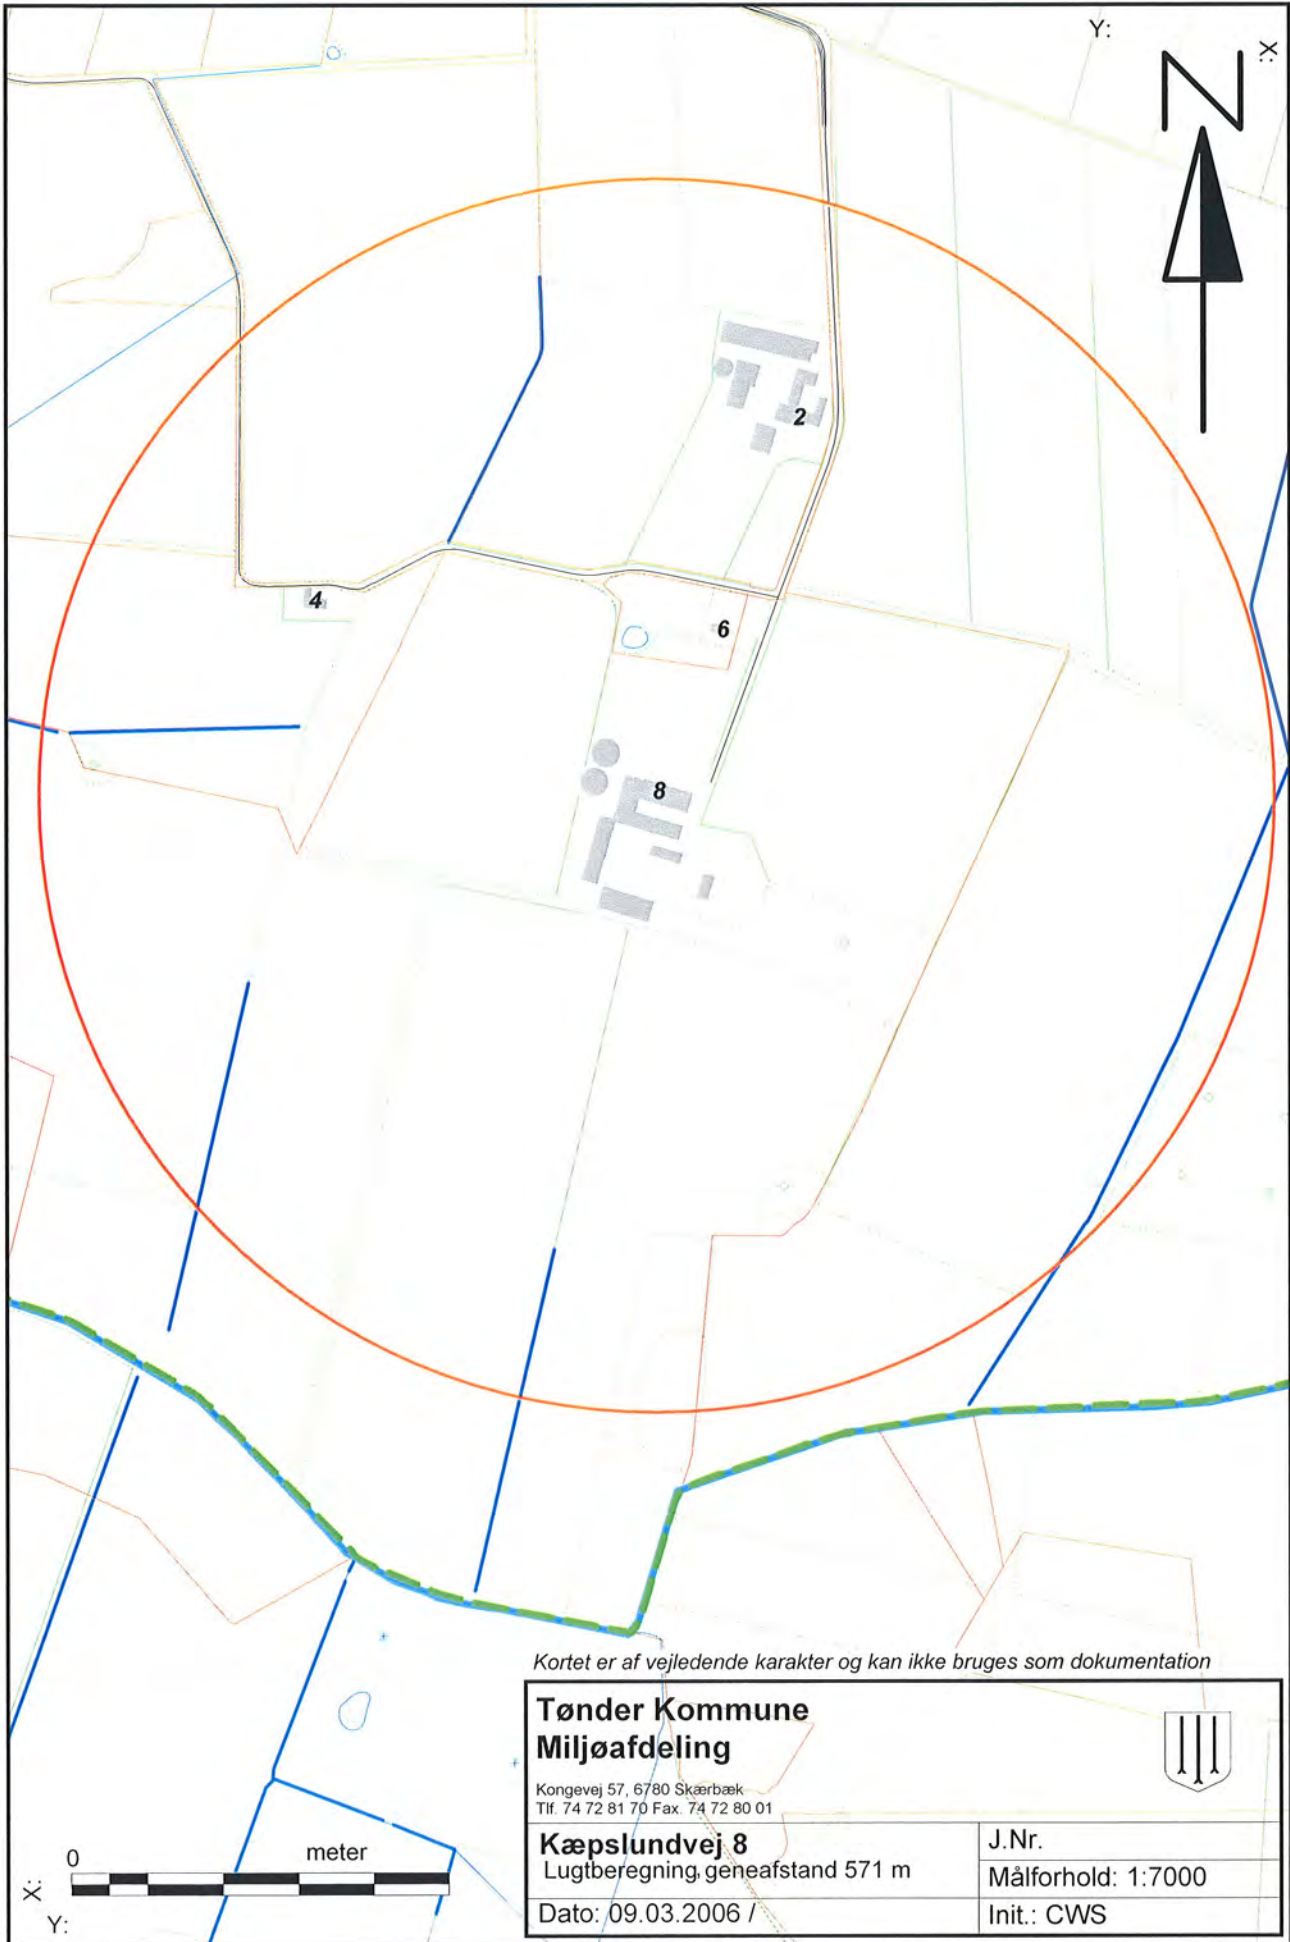 Y:
X:
N
2
4
6
8
Kortet er af vejledende karakter og kan ikke bruges som dokumentation
Tønder Kommune
Miljøafdeling
Kongevej 57, 6780 Skærbæk
Tlf. 74 72 81 70 Fax. 74 72 80 01
Kæpslundvej 8
Lugtberegning, geneafstand 571 m
Dato: 09.03.2006 /
J.Nr.
Målforhold: 1:7000
Init.: CWS
0 meter
X:
Y: